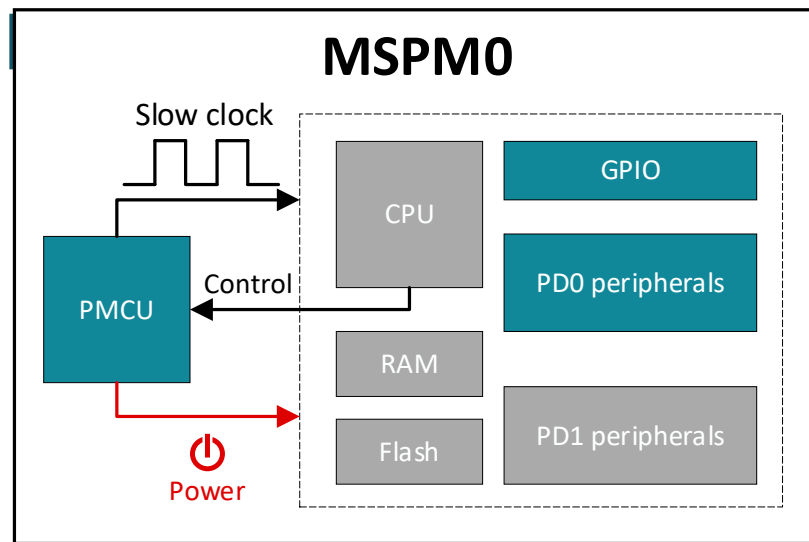 MSPM0
Slow clock
CPU
GPIO
PMCU
Control
PD0 peripherals
RAM
Flash
PD1 peripherals
Power